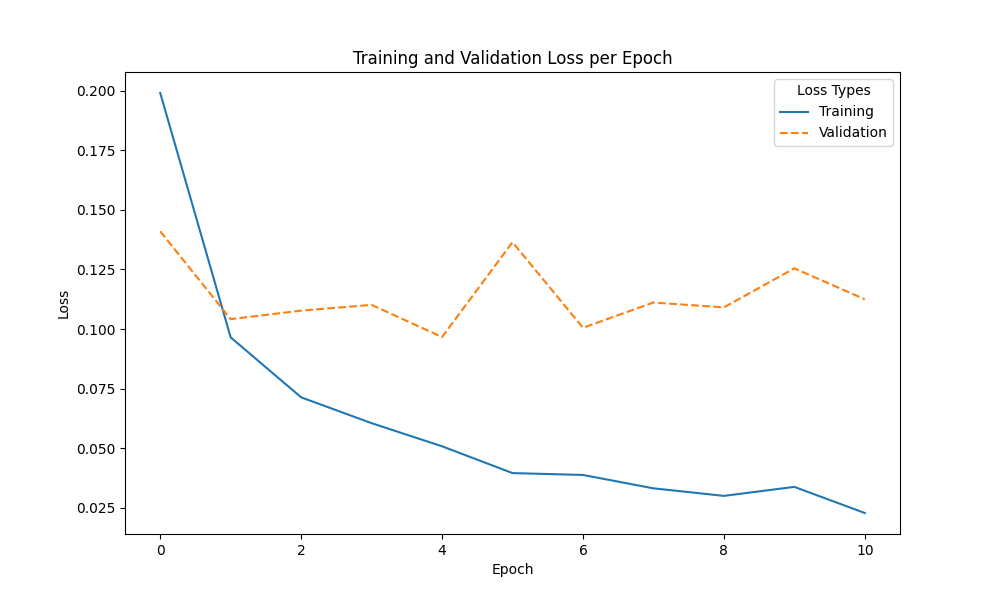 Training and Validation Loss per Epoch
Loss Types
Training
Validation
0.200
0.175
0.150
0.125
0.100
0.075
0.050
0.025
Loss
0 2 4 6 8 10
Epoch